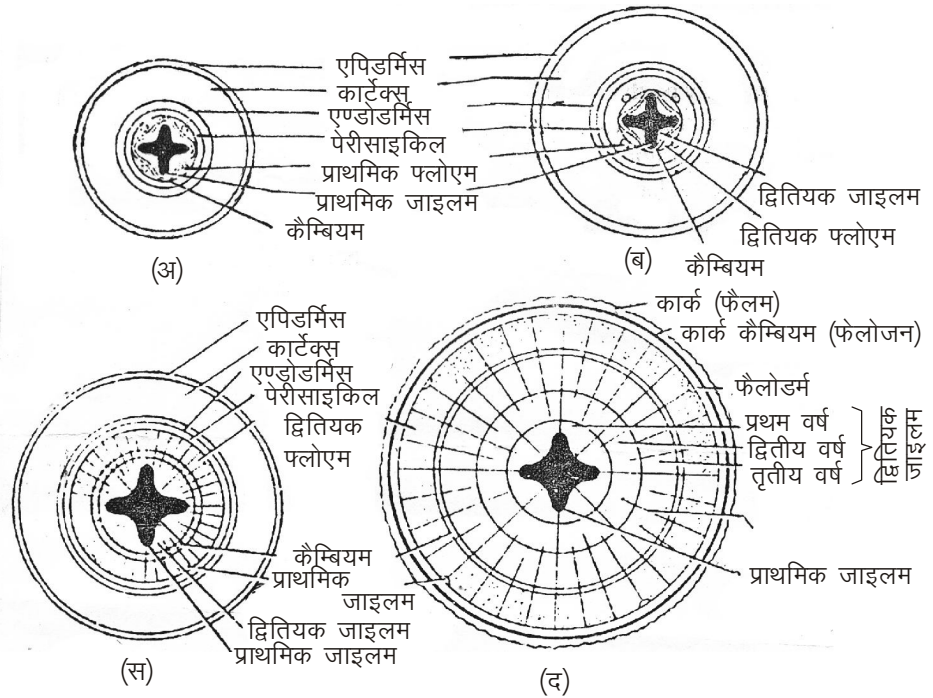 एपिडर्मिस
कार्टेक्स
एण्डोडर्मिस
पेरीसाइकिल
प्राथमिक फ्लोएम
प्राथमिक जाइलम
कैम्बियम
(अ)
द्वितियक जाइलम
द्वितियक फ्लोएम
कैम्बियम
(ब)
एपिडर्मिस
कार्टेक्स
एण्डोडर्मिस
पेरीसाइकिल
द्वितियक
फ्लोएम
कैम्बियम
प्राथमिक
जाइलम
द्वितियक जाइलम
प्राथमिक जाइलम
(स)
कार्क (फैलम)
कार्क कैम्बियम (फेलोजन)
फैलोडर्म
प्रथम वर्ष
द्वितीय वर्ष
तृतीय वर्ष
द्वितियक
जाइलम
प्राथमिक जाइलम
(द)